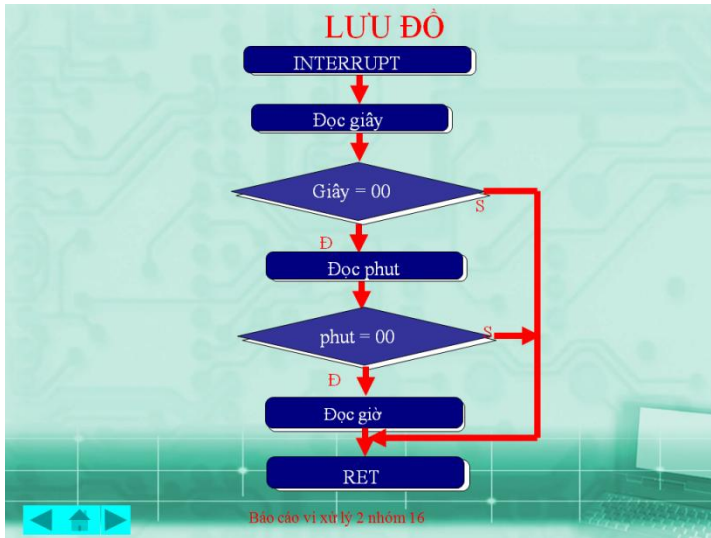 LƯU ĐỒ
INTERRUPT
Đọc giây
Giây = 00
S
Đ
Đọc phut
phut = 00
S
Đ
Đọc giờ
RET
Báo cáo vi xử lý 2 nhóm 16